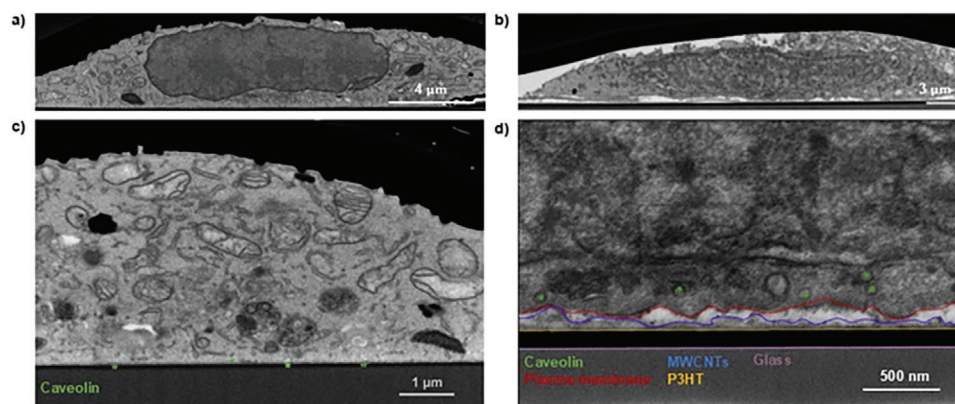 a)
4 µm
b)
3 µm
c)
Caveolin
1 µm
d)
Caveolin MWCNTs Glass
Plasma membrane P3HT
500 nm